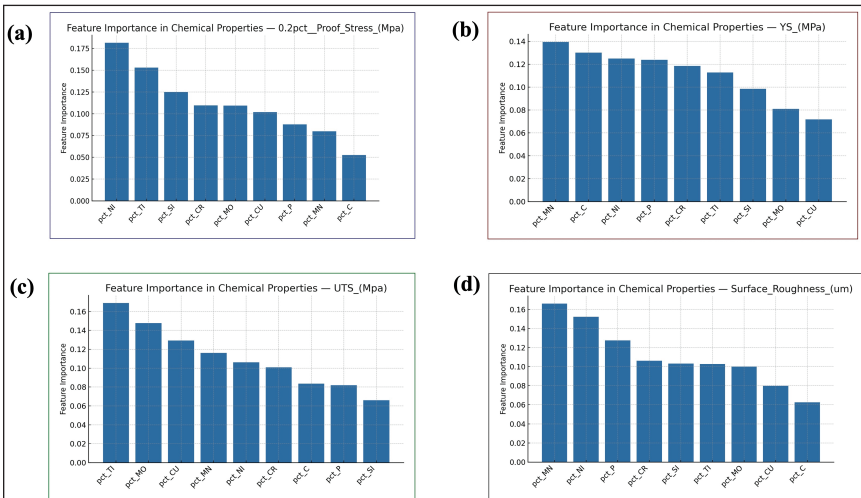 (a)
Feature Importance in Chemical Properties — 0.2pct__Proof_Stress_(Mpa)
Feature Importance
0.175
0.150
0.125
0.100
0.075
0.050
0.025
0.000
pct_NI
pct_TI
pct_SI
pct_CR
pct_MO
pct_CU
pct_P
pct_MN
pct_C
(b)
Feature Importance in Chemical Properties — YS_(MPa)
Feature Importance
0.14
0.12
0.10
0.08
0.06
0.04
0.02
0.00
pct_MN
pct_C
pct_NI
pct_P
pct_CR
pct_TI
pct_SI
pct_MO
pct_CU
(c)
Feature Importance in Chemical Properties — UTS_(Mpa)
Feature Importance
0.16
0.14
0.12
0.10
0.08
0.06
0.04
0.02
0.00
pct_TI
pct_MO
pct_CU
pct_MN
pct_NI
pct_CR
pct_C
pct_P
pct_SI
(d)
Feature Importance in Chemical Properties — Surface_Roughness_(um)
Feature Importance
0.16
0.14
0.12
0.10
0.08
0.06
0.04
0.02
0.00
pct_MN
pct_NI
pct_P
pct_CR
pct_SI
pct_TI
pct_MO
pct_CU
pct_C